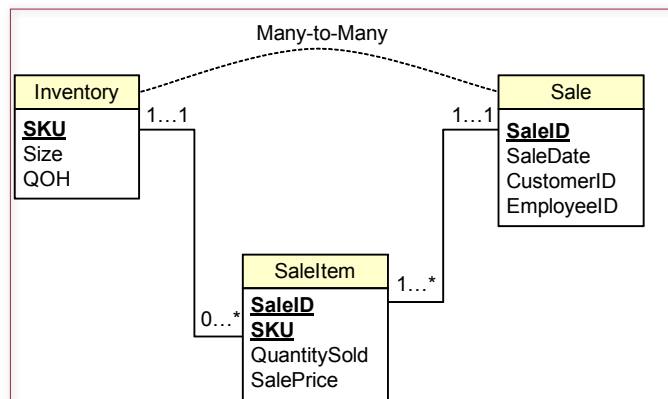 Many-to-Many
Inventory
SKU
Size
QOH
1…1
Sale
SaleID
SaleDate
CustomerID
EmployeeID
1…1
SaleItem
SaleID
SKU
QuantitySold
SalePrice
0…*
1…*